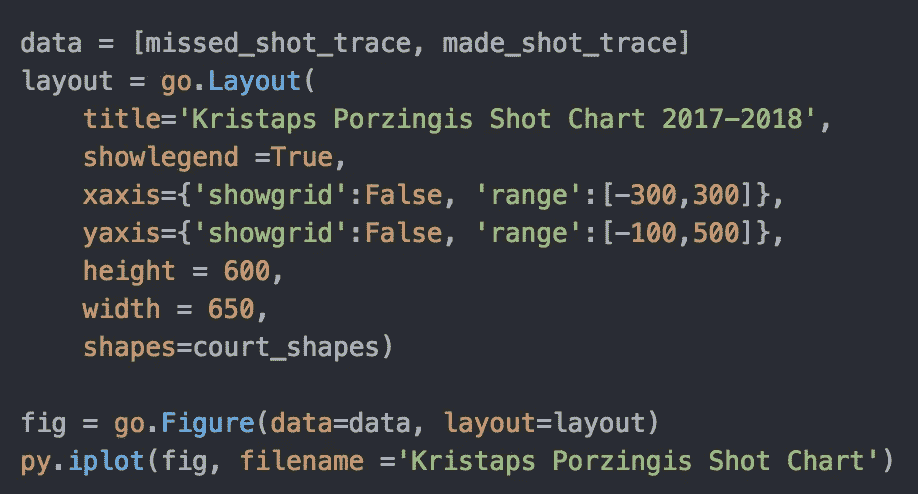 data = [missed_shot_trace, made_shot_trace]
layout = go.Layout(
    title='Kristaps Porzingis Shot Chart 2017-2018',
    showlegend =True,
    xaxis={'showgrid':False, 'range':[-300,300]},
    yaxis={'showgrid':False, 'range':[-100,500]},
    height = 600,
    width = 650,
    shapes=court_shapes)

fig = go.Figure(data=data, layout=layout)
py.iplot(fig, filename ='Kristaps Porzingis Shot Chart')